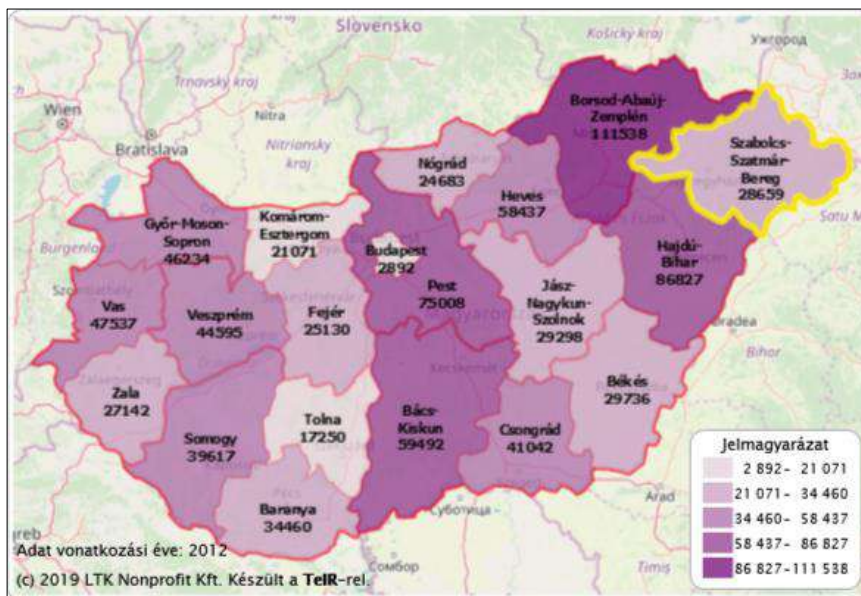 Slovensko
Košický kraj
Ужгород
Trnavský kraj
Wien
Nitra
Borsod-Abaúj-
Zemplén
111538
Bratislava
Nitriansky
kraj
Nógrád
24683
Szabolcs-
Szatmár-
Bereg
28659
Heves
58437
Satu M
Győr-Moson-
Sopron
46234
Komárom-
Esztergom
21071
Burgenland
Budapest
2892
Hajdú-
Bihar
86827
Pest
75008
Jász-
Nagykun-
Szolnok
29298
Vas
47537
Veszprém
44595
Fejér
25130
Oradea
Bihor
Zala
27142
Békés
29736
Tolna
17250
Bács-
Kiskun
59492
Csongrád
41042
Somogy
39617
Baranya
34460
Суботица
Arad
Сомбор
Timiș
Jelmagyarázat
2 892- 21 071
21 071- 34 460
34 460- 58 437
58 437- 86 827
86 827-111 538
Adat vonatkozási éve: 2012
(c) 2019 LTK Nonprofit Kft. Készült a TeIR-rel.